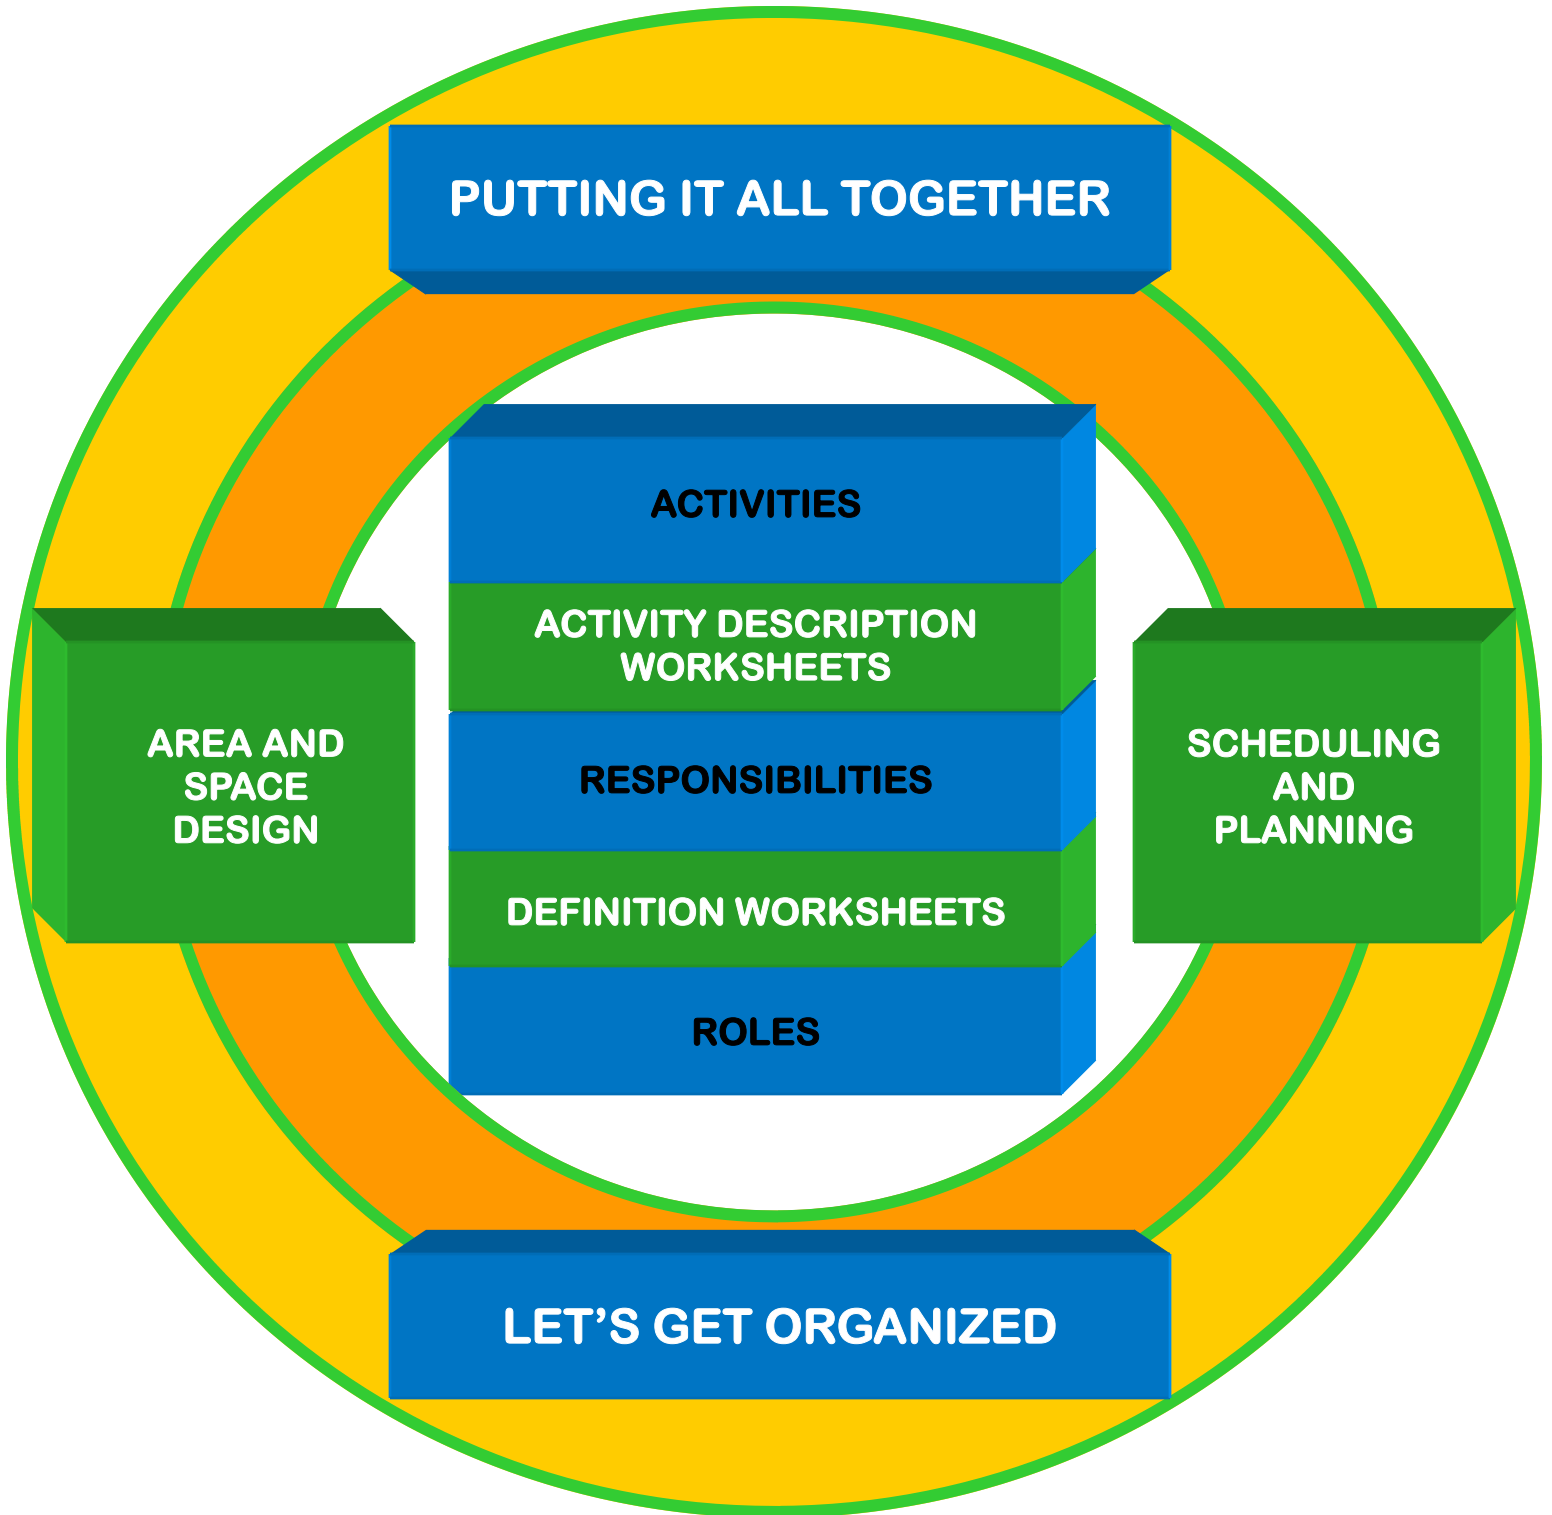 PUTTING IT ALL TOGETHER
ACTIVITIES
ACTIVITY DESCRIPTION
WORKSHEETS
AREA AND
SPACE
DESIGN
RESPONSIBILITIES
SCHEDULING
AND
PLANNING
DEFINITION WORKSHEETS
ROLES
LET’S GET ORGANIZED